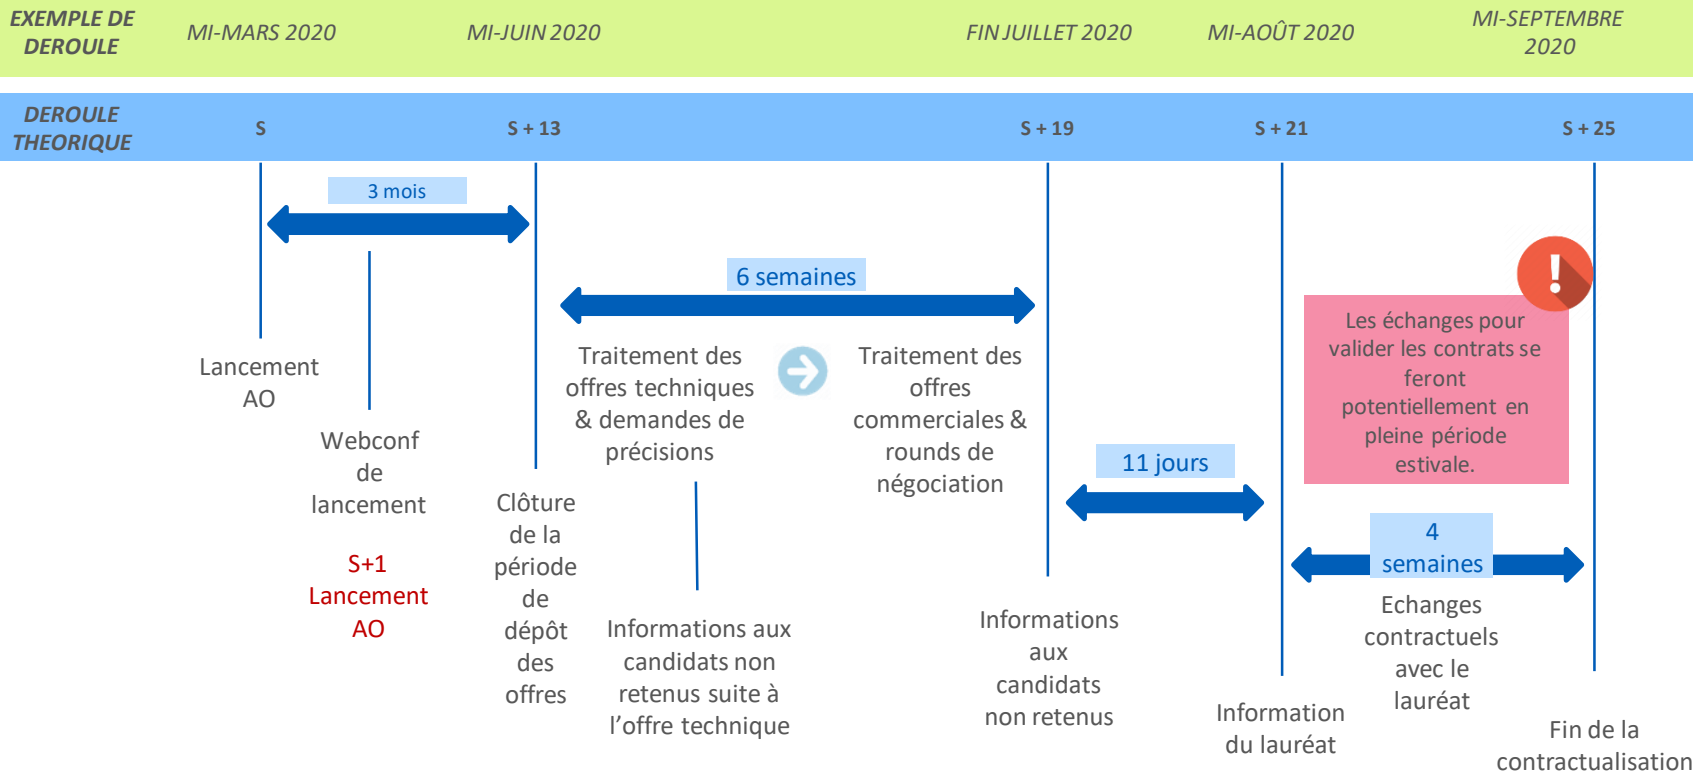 EXEMPLE DE
DEROULE
MI-MARS 2020
MI-JUIN 2020
FIN JUILLET 2020
MI-AOÛT 2020
MI-SEPTEMBRE
2020
DEROULE
THEORIQUE
S
S + 13
S + 19
S + 21
S + 25
3 mois
6 semaines
Lancement
AO
Webconf
de
lancement
S+1
Lancement
AO
Clôture
de la
période
de
dépôt
des
offres
Traitement des
offres techniques
& demandes de
précisions
Informations aux
candidats non
retenus suite à
l’offre technique
Traitement des
offres
commerciales &
rounds de
négociation
Informations
aux
candidats
non retenus
11 jours
Information
du lauréat
!
Les échanges pour
valider les contrats se
feront
potentiellement en
pleine période
estivale.
4
semaines
Echanges
contractuels
avec le
lauréat
Fin de la
contractualisation